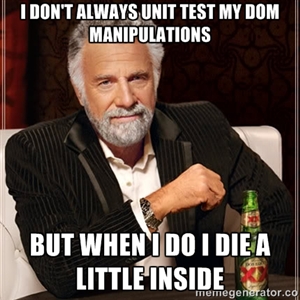 I DON'T ALWAYS UNIT TEST MY DOM
MANIPULATIONS
BUT WHEN I DO I DIE A
LITTLE INSIDE
memegenerator.co